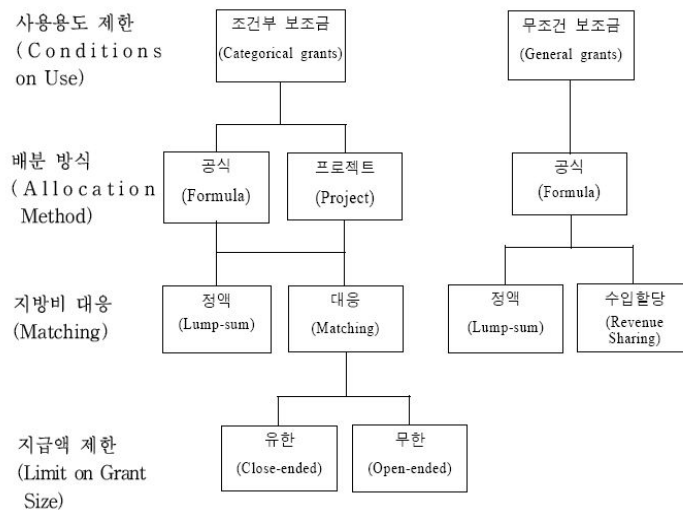 사용용도 제한
(Conditions
on Use)
조건부 보조금
(Categorical grants)
무조건 보조금
(General grants)
배분 방식
(Allocation
Method)
공식
(Formula)
프로젝트
(Project)
공식
(Formula)
지방비 대응
(Matching)
정액
(Lump-sum)
대응
(Matching)
정액
(Lump-sum)
수입할당
(Revenue
Sharing)
지급액 제한
(Limit on Grant
Size)
유한
(Close-ended)
무한
(Open-ended)